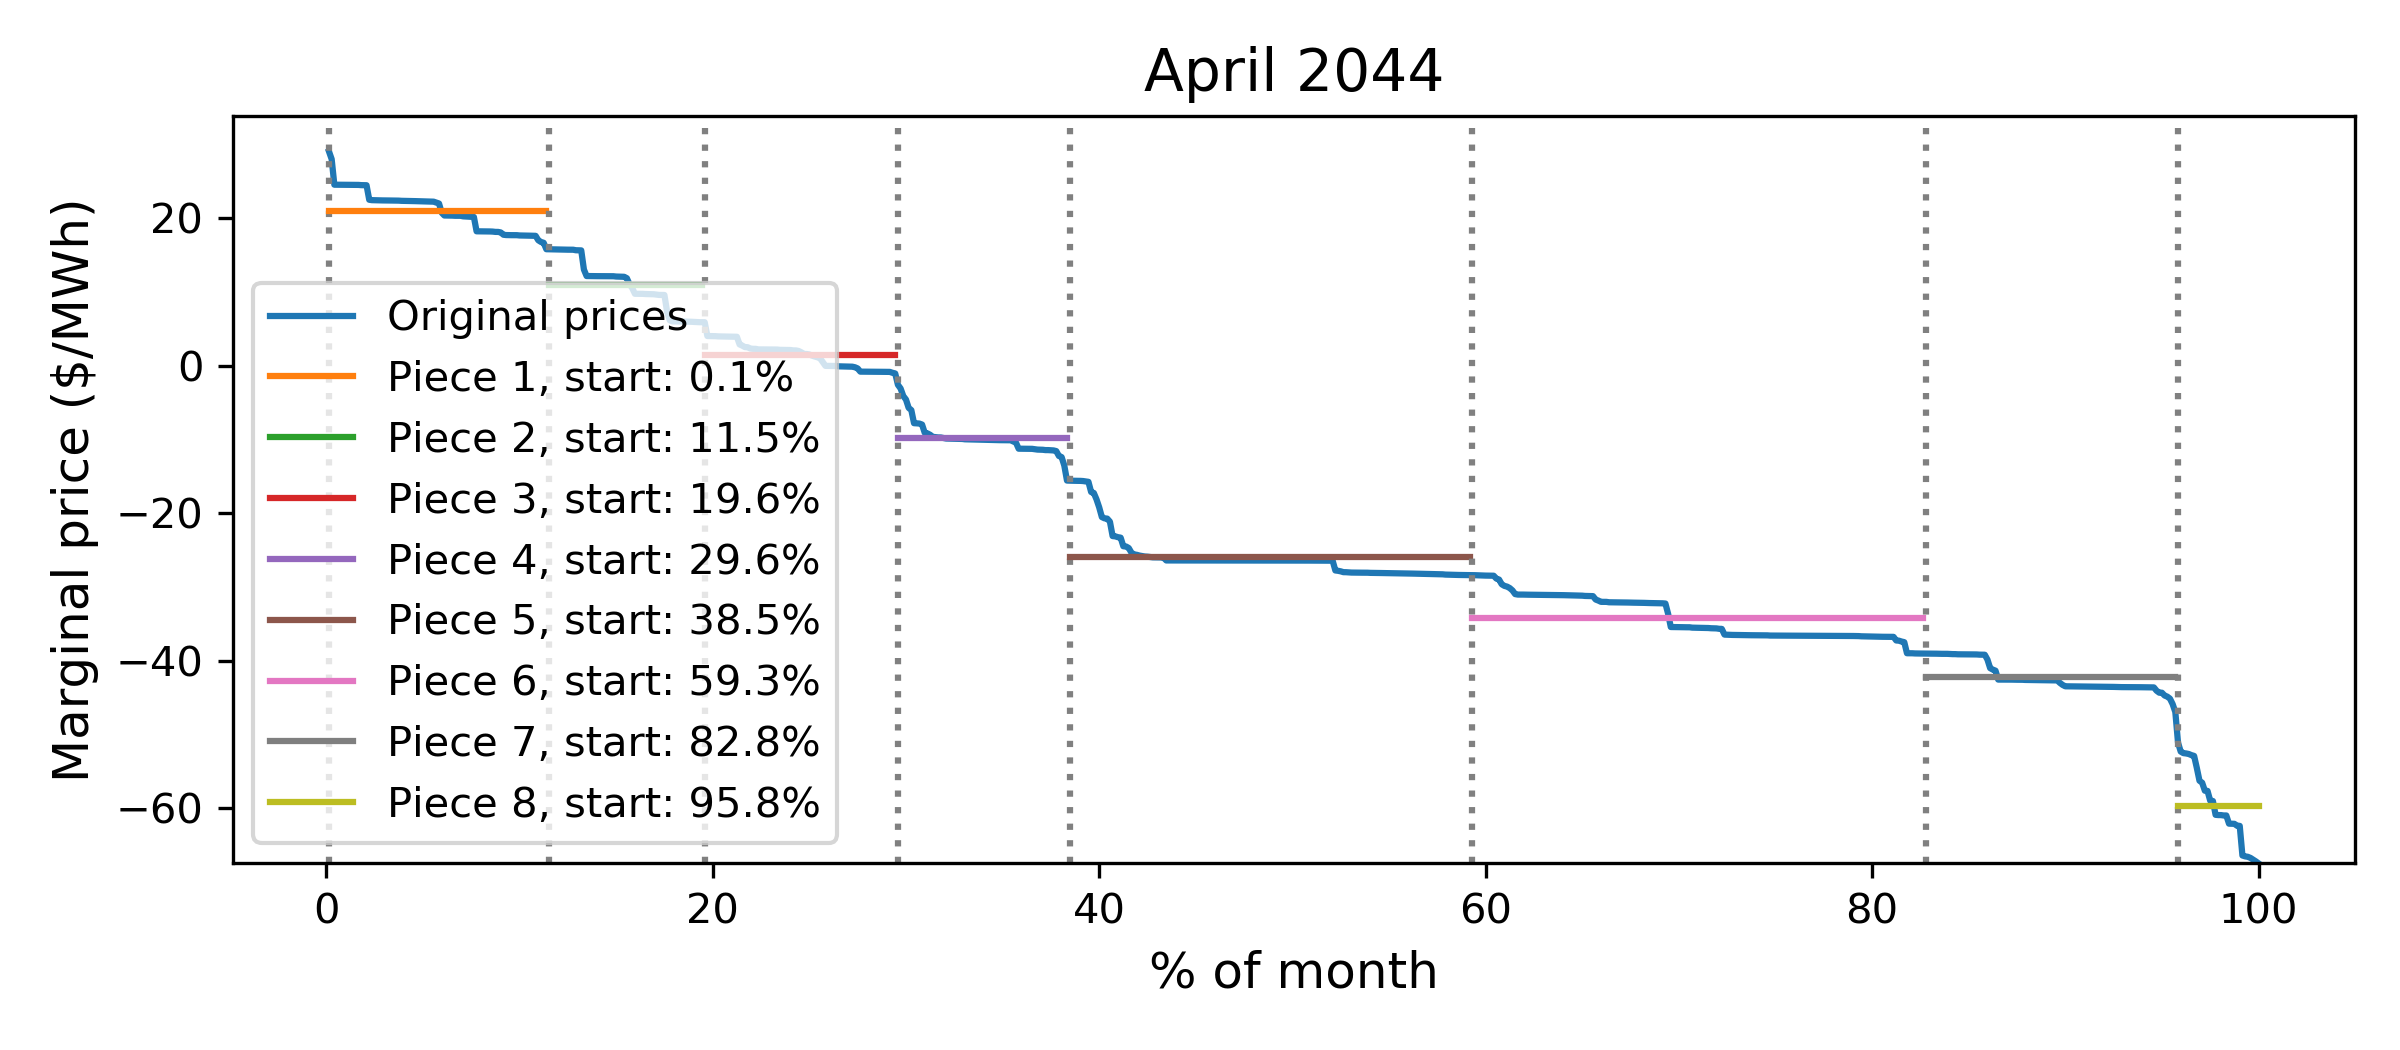 April 2044
Marginal price ($/MWh)
20
0
−20
−40
−60
Original prices
Piece 1, start: 0.1%
Piece 2, start: 11.5%
Piece 3, start: 19.6%
Piece 4, start: 29.6%
Piece 5, start: 38.5%
Piece 6, start: 59.3%
Piece 7, start: 82.8%
Piece 8, start: 95.8%
0 20 40 60 80 100
% of month